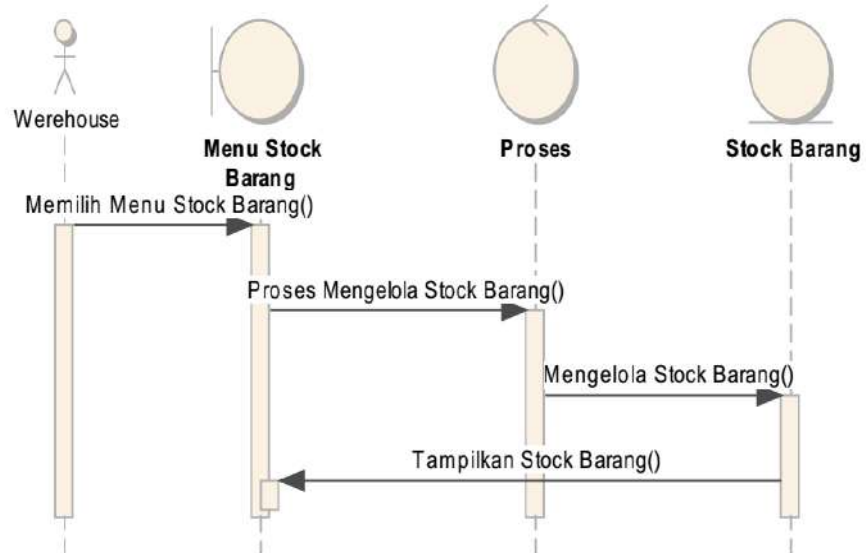 Werehouse
Menu Stock
Barang
Proses
Stock Barang
Memilih Menu Stock Barang()
Proses Mengelola Stock Barang()
Mengelola Stock Barang()
Tampilkan Stock Barang()